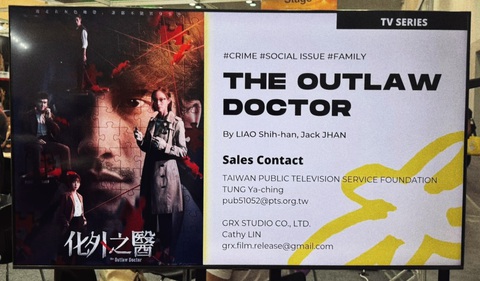 Stage
TV SERIES
#CRIME #SOCIAL ISSUE #FAMILY
THE OUTLAW
DOCTOR
By LIAO Shih-han, Jack JHAN
Sales Contact
TAIWAN PUBLIC TELEVISION SERVICE FOUNDATION
TUNG Ya-ching
pub51052@pts.org.tw
GRX STUDIO CO., LTD.
Cathy LIN
grx.film.release@gmail.com
化外之醫
The Outlaw Doctor